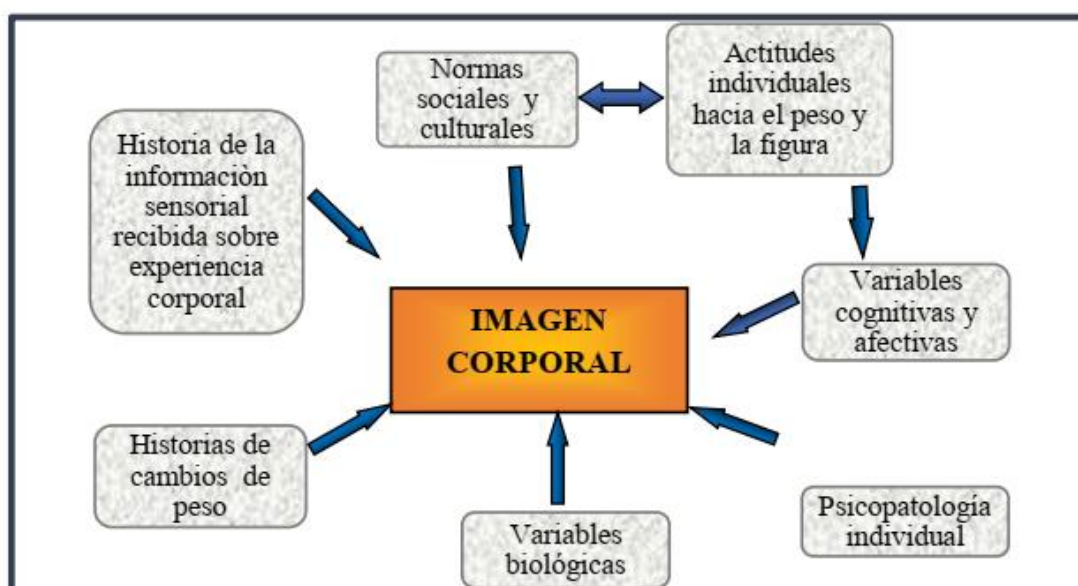 Normas
sociales y
culturales
Actitudes
individuales
hacia el peso y
la figura
Historia de la
informaciòn
sensorial
recibida sobre
experiencia
corporal
IMAGEN
CORPORAL
Variables
cognitivas y
afectivas
Historias de
cambios de
peso
Variables
biológicas
Psicopatología
individual